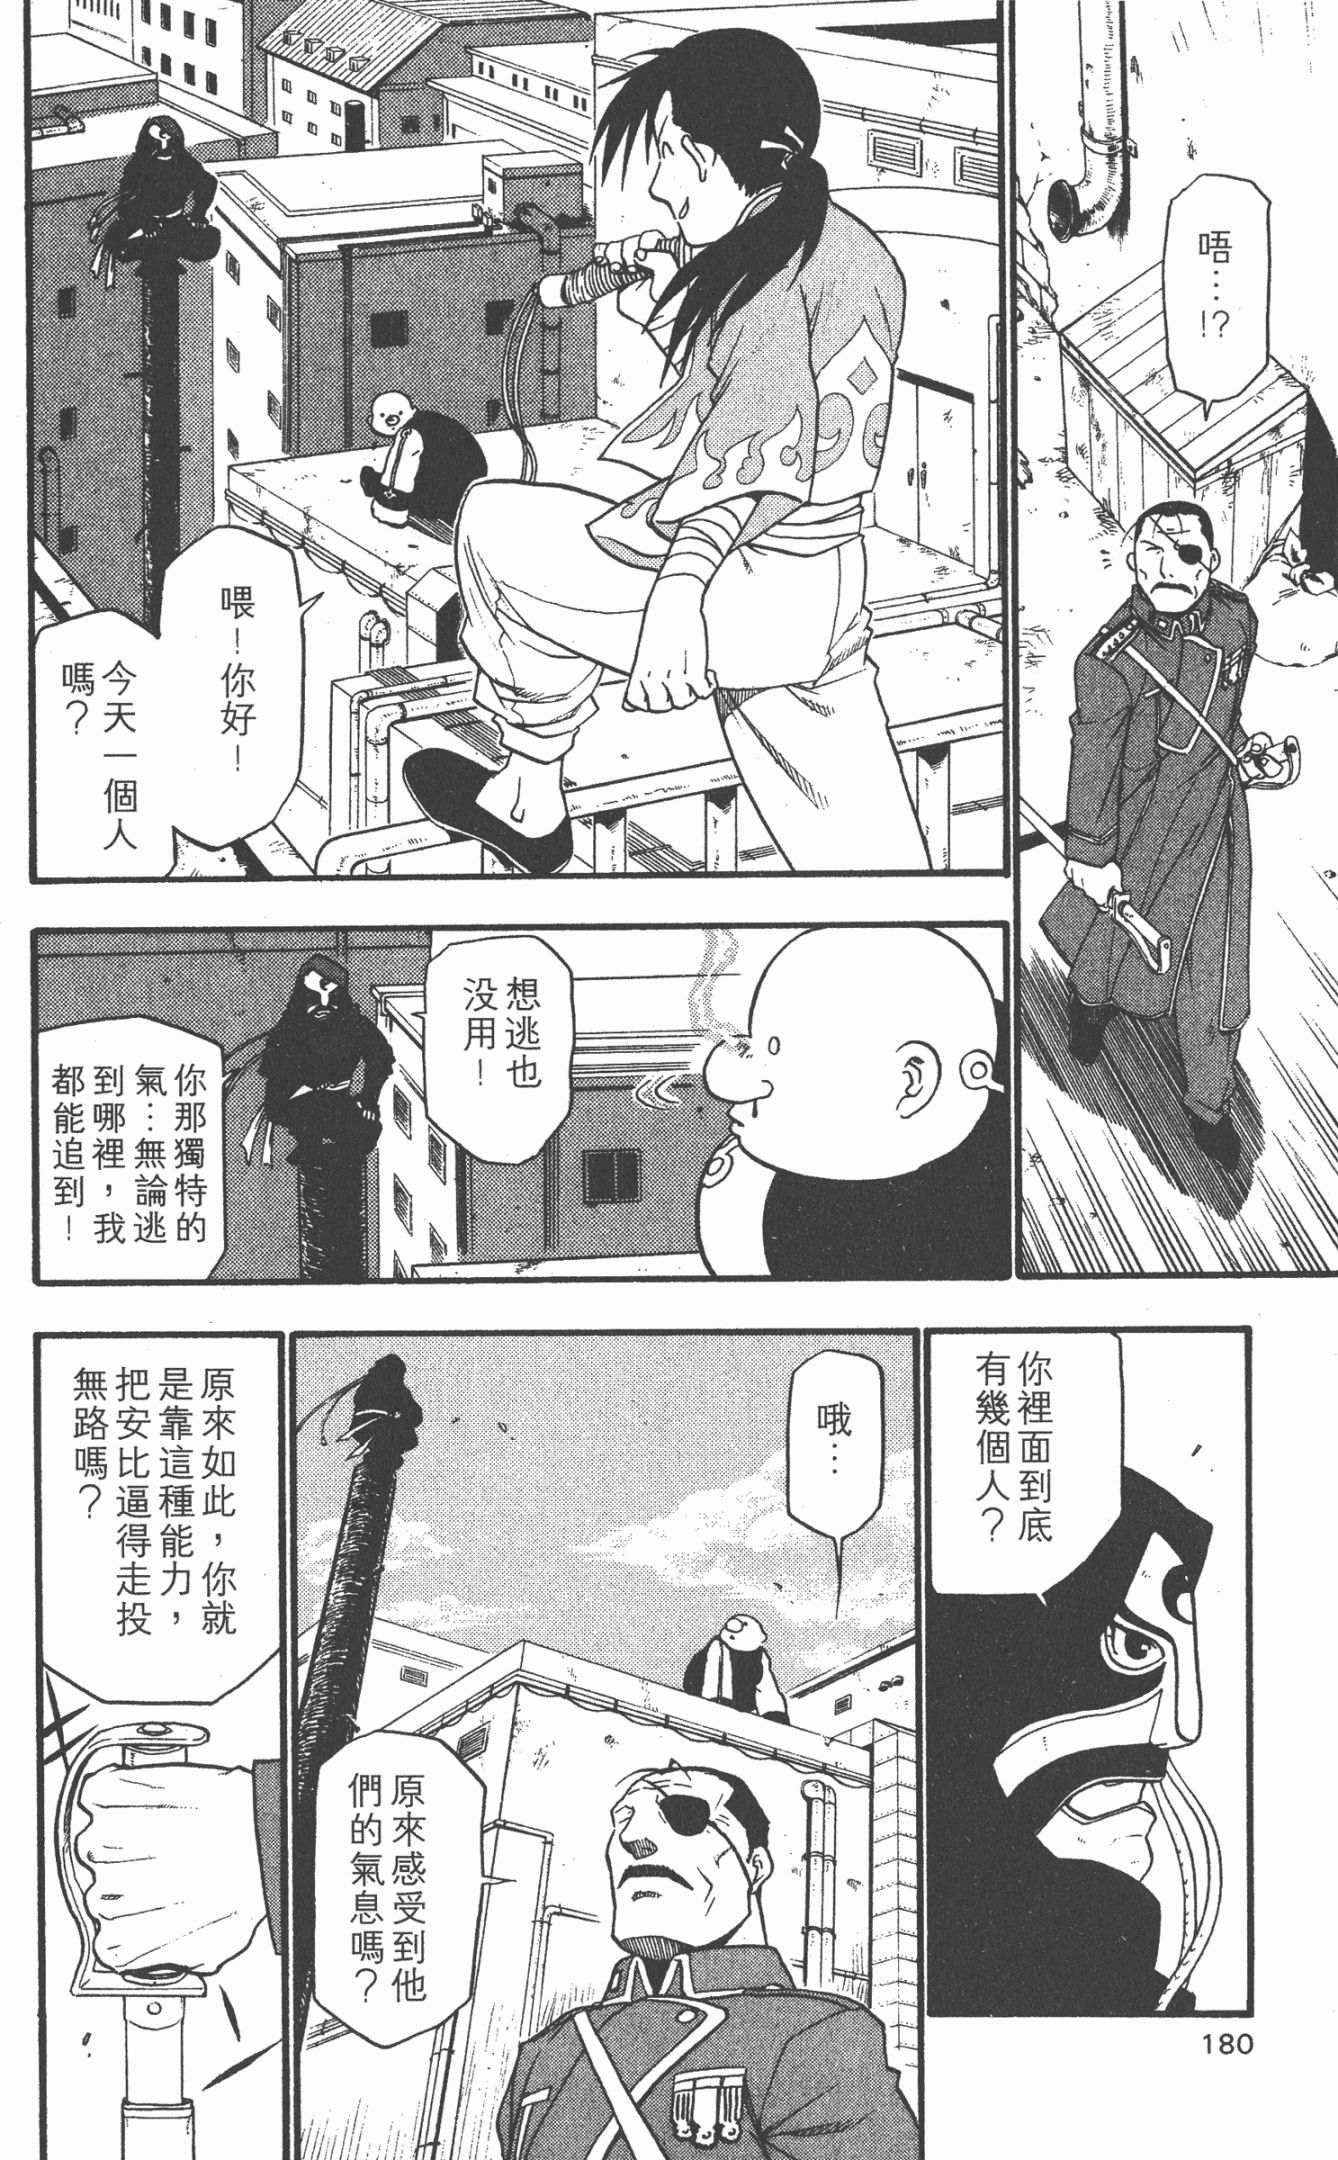 唔…!?
喂！你好！
今天一個人
嗎？
想逃也
没用！
你那獨特的
氣…無論逃
到哪裡，我
都能追到！
你裡面到底
有幾個人？
哦…
原來感受到他
們的氣息嗎？
原來如此，你就
是靠這種能力，
把安比逼得走投
無路嗎？
180